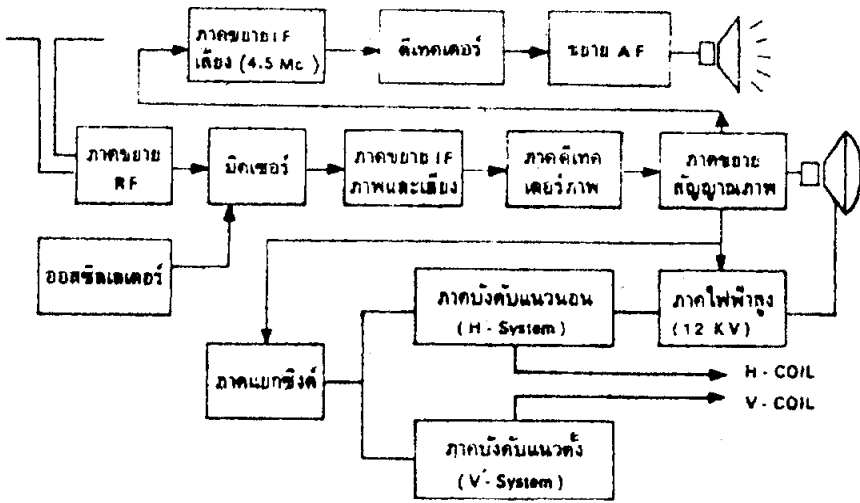 ภาคขยาย IF
เสียง (4.5 Mc)
ดีเทคเตอร์
ขยาย AF
ภาคขยาย
RF
มิตเซอร์
ภาคขยาย IF
ภาพและเสียง
ภาคดีเทค
เตอร์ภาพ
ภาคขยาย
สัญญาณภาพ
ออสซิลเลเตอร์
ภาคบังคับแนวนอน
(H - System)
ภาคไฟฟ้าสูง
(12 KV)
ภาคแยกซิงค์
H - COIL
V - COIL
ภาคบังคับแนวตั้ง
(V - System)